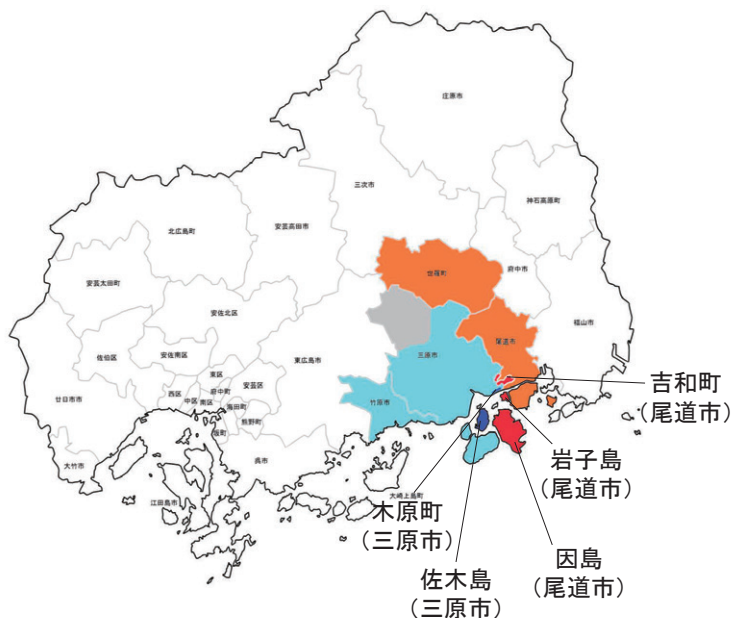 庄原市
三次市
神石高原町
北広島町
安芸高田市
世羅町
府中市
安芸太田町
安佐北区
福山市
尾道市
三原市
佐伯区
安佐南区
東広島市
東区
府中町
安芸区
西区
中区
南区
海田町
廿日市市
竹原市
熊野町
坂町
呉市
大竹市
江田島市
大崎上島町
吉和町
(尾道市)
岩子島
(尾道市)
木原町
(三原市)
因島
(尾道市)
佐木島
(三原市)